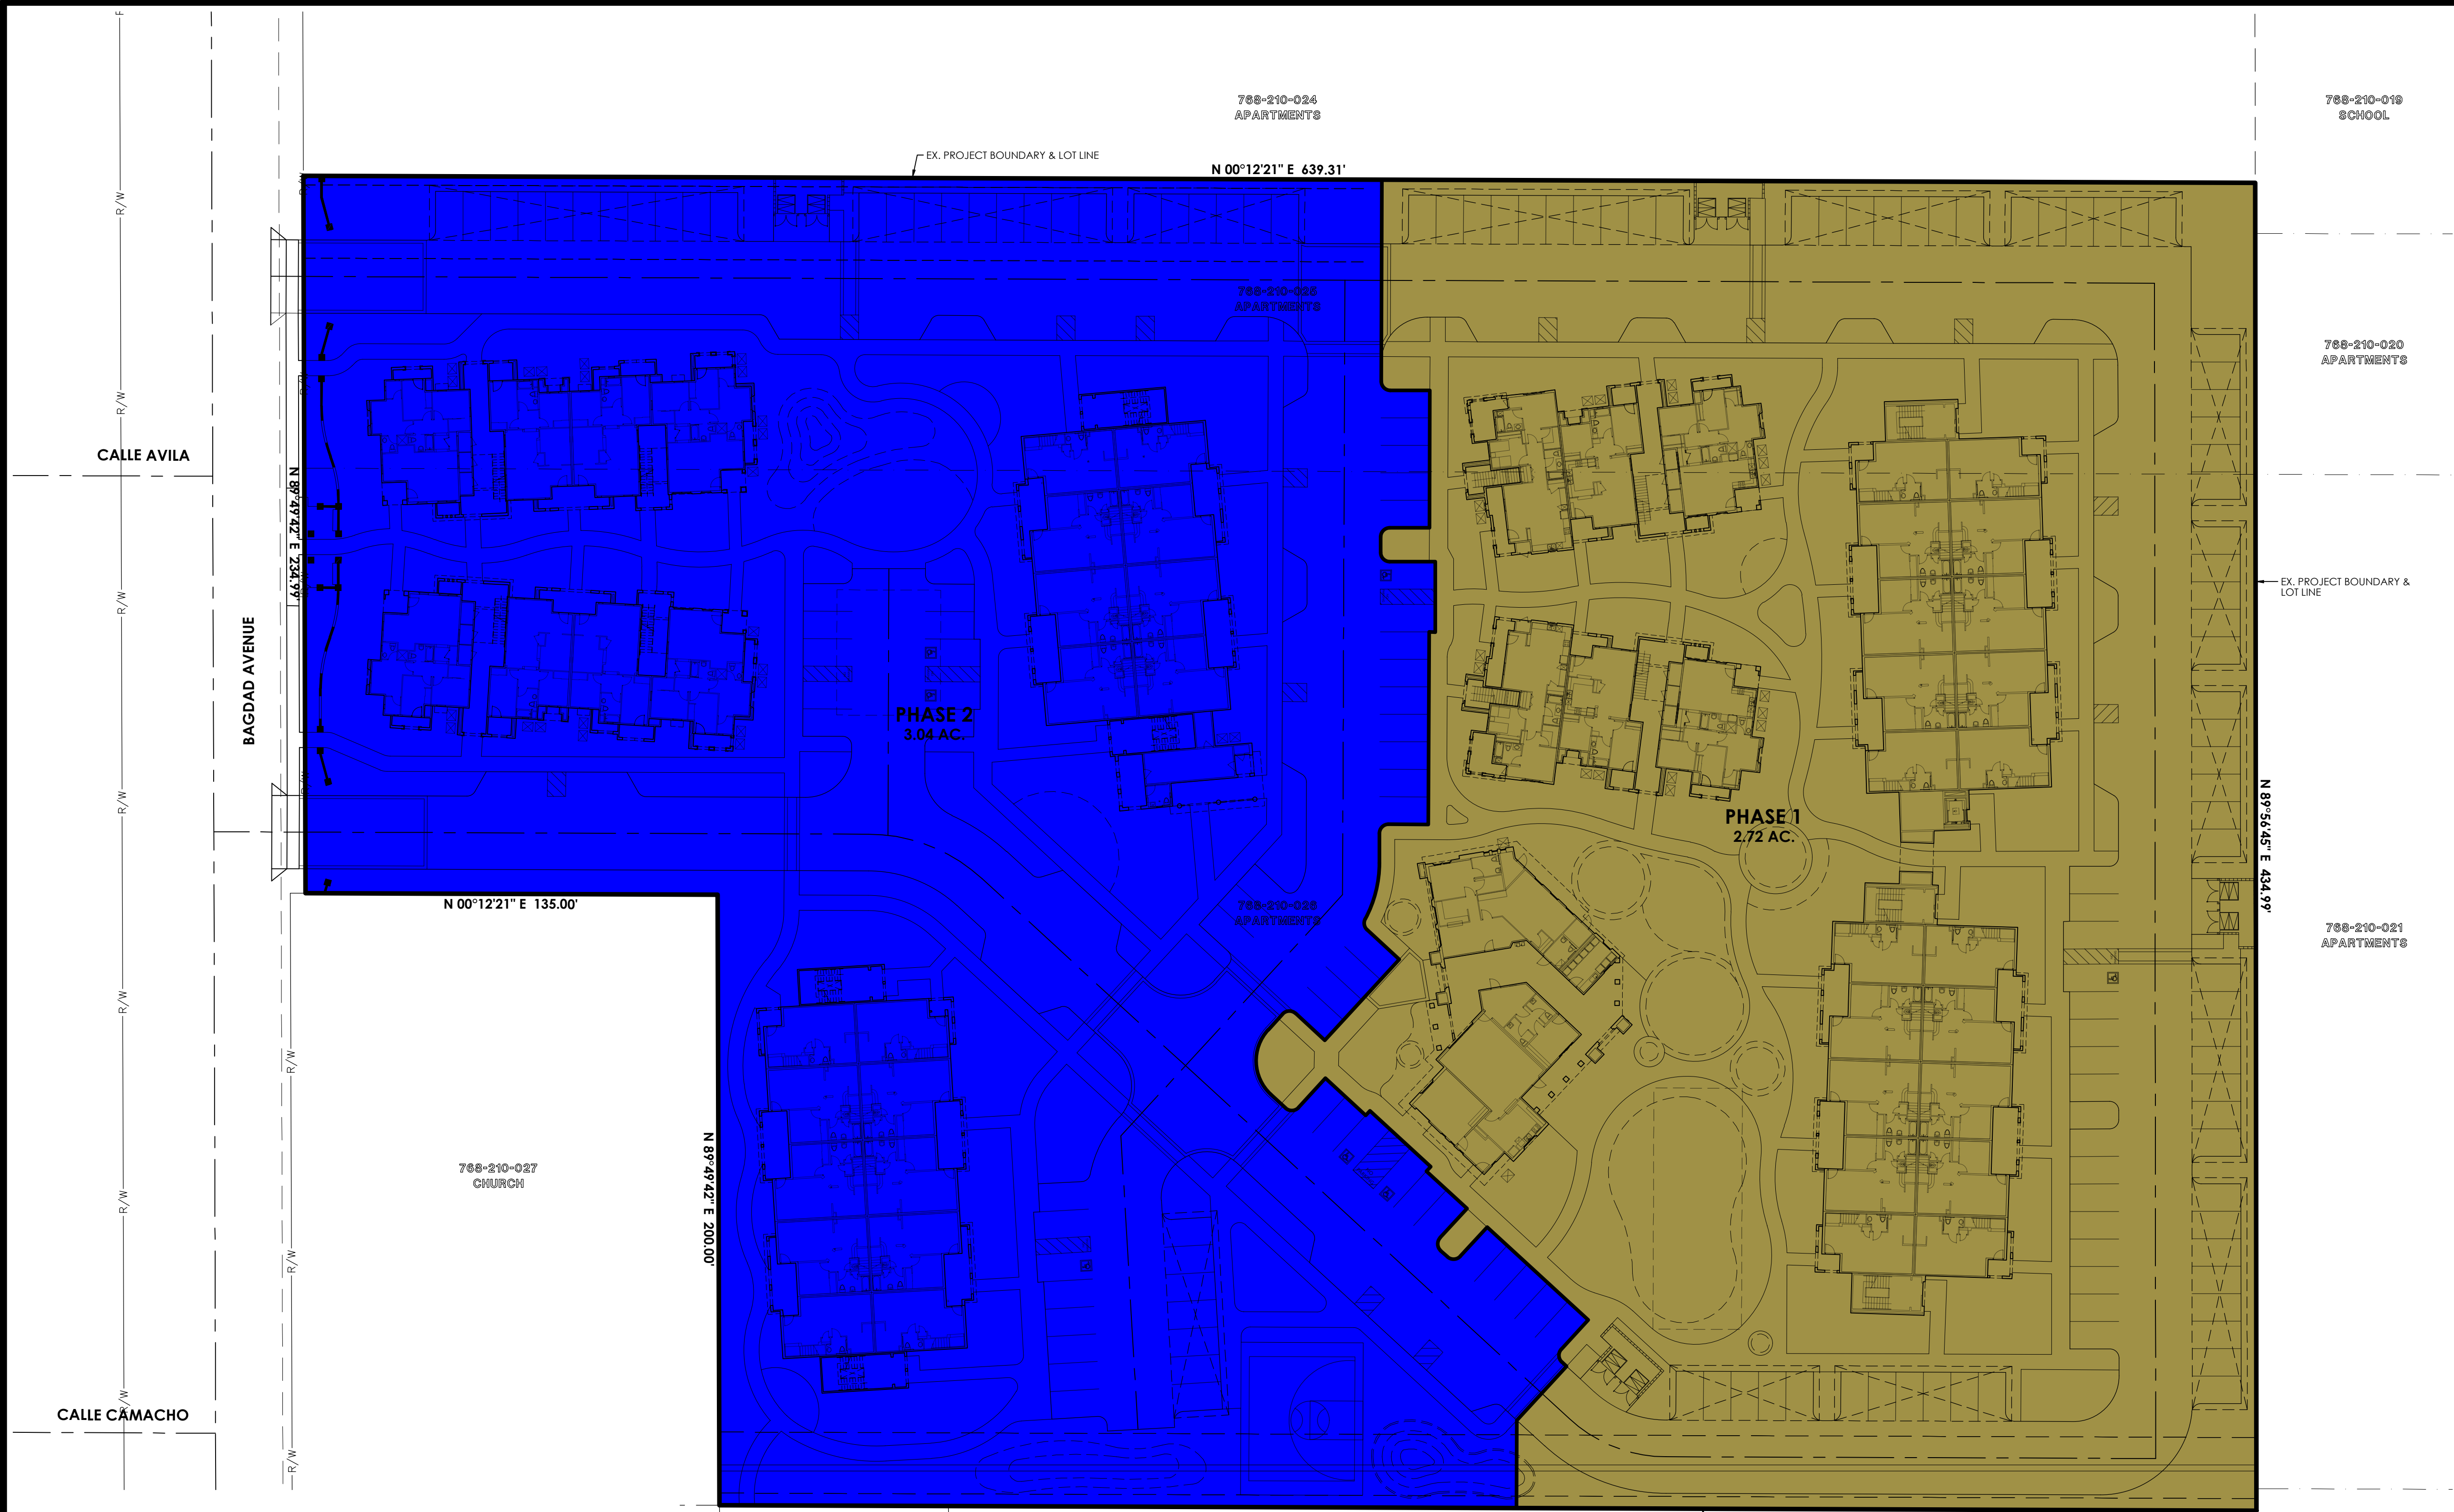 768-210-024
APARTMENTS
768-210-019
SCHOOL
EX. PROJECT BOUNDARY & LOT LINE
N 00°12'21" E 639.31'
R/W
768-210-025
APARTMENTS
768-210-020
APARTMENTS
R/W
CALLE AVILA
N 89°49'42" E 234.99'
EX. PROJECT BOUNDARY &
LOT LINE
R/W
BAGDAD AVENUE
PHASE 2
3.04 AC.
PHASE 1
2.72 AC.
R/W
N 89°56'45" E 434.99'
N 00°12'21" E 135.00'
768-210-026
APARTMENTS
768-210-021
APARTMENTS
R/W
R/W
768-210-027
CHURCH
N 89°49'42" E 200.00'
R/W
R/W
R/W
CALLE CAMACHO
R/W